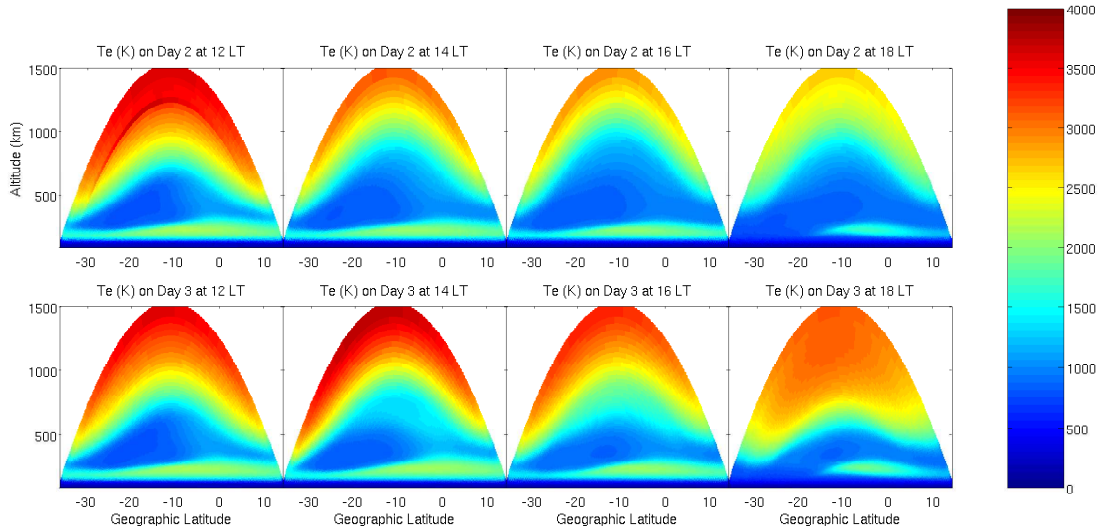 Te (K) on Day 2 at 12 LT
Te (K) on Day 2 at 14 LT
Te (K) on Day 2 at 16 LT
Te (K) on Day 2 at 18 LT
1500
1000
500
Altitude (km)
-30 -20 -10 0 10
-30 -20 -10 0 10
-30 -20 -10 0 10
-30 -20 -10 0 10
Te (K) on Day 3 at 12 LT
Te (K) on Day 3 at 14 LT
Te (K) on Day 3 at 16 LT
Te (K) on Day 3 at 18 LT
1500
1000
500
-30 -20 -10 0 10
-30 -20 -10 0 10
-30 -20 -10 0 10
-30 -20 -10 0 10
Geographic Latitude
Geographic Latitude
Geographic Latitude
Geographic Latitude
4000
3500
3000
2500
2000
1500
1000
500
0